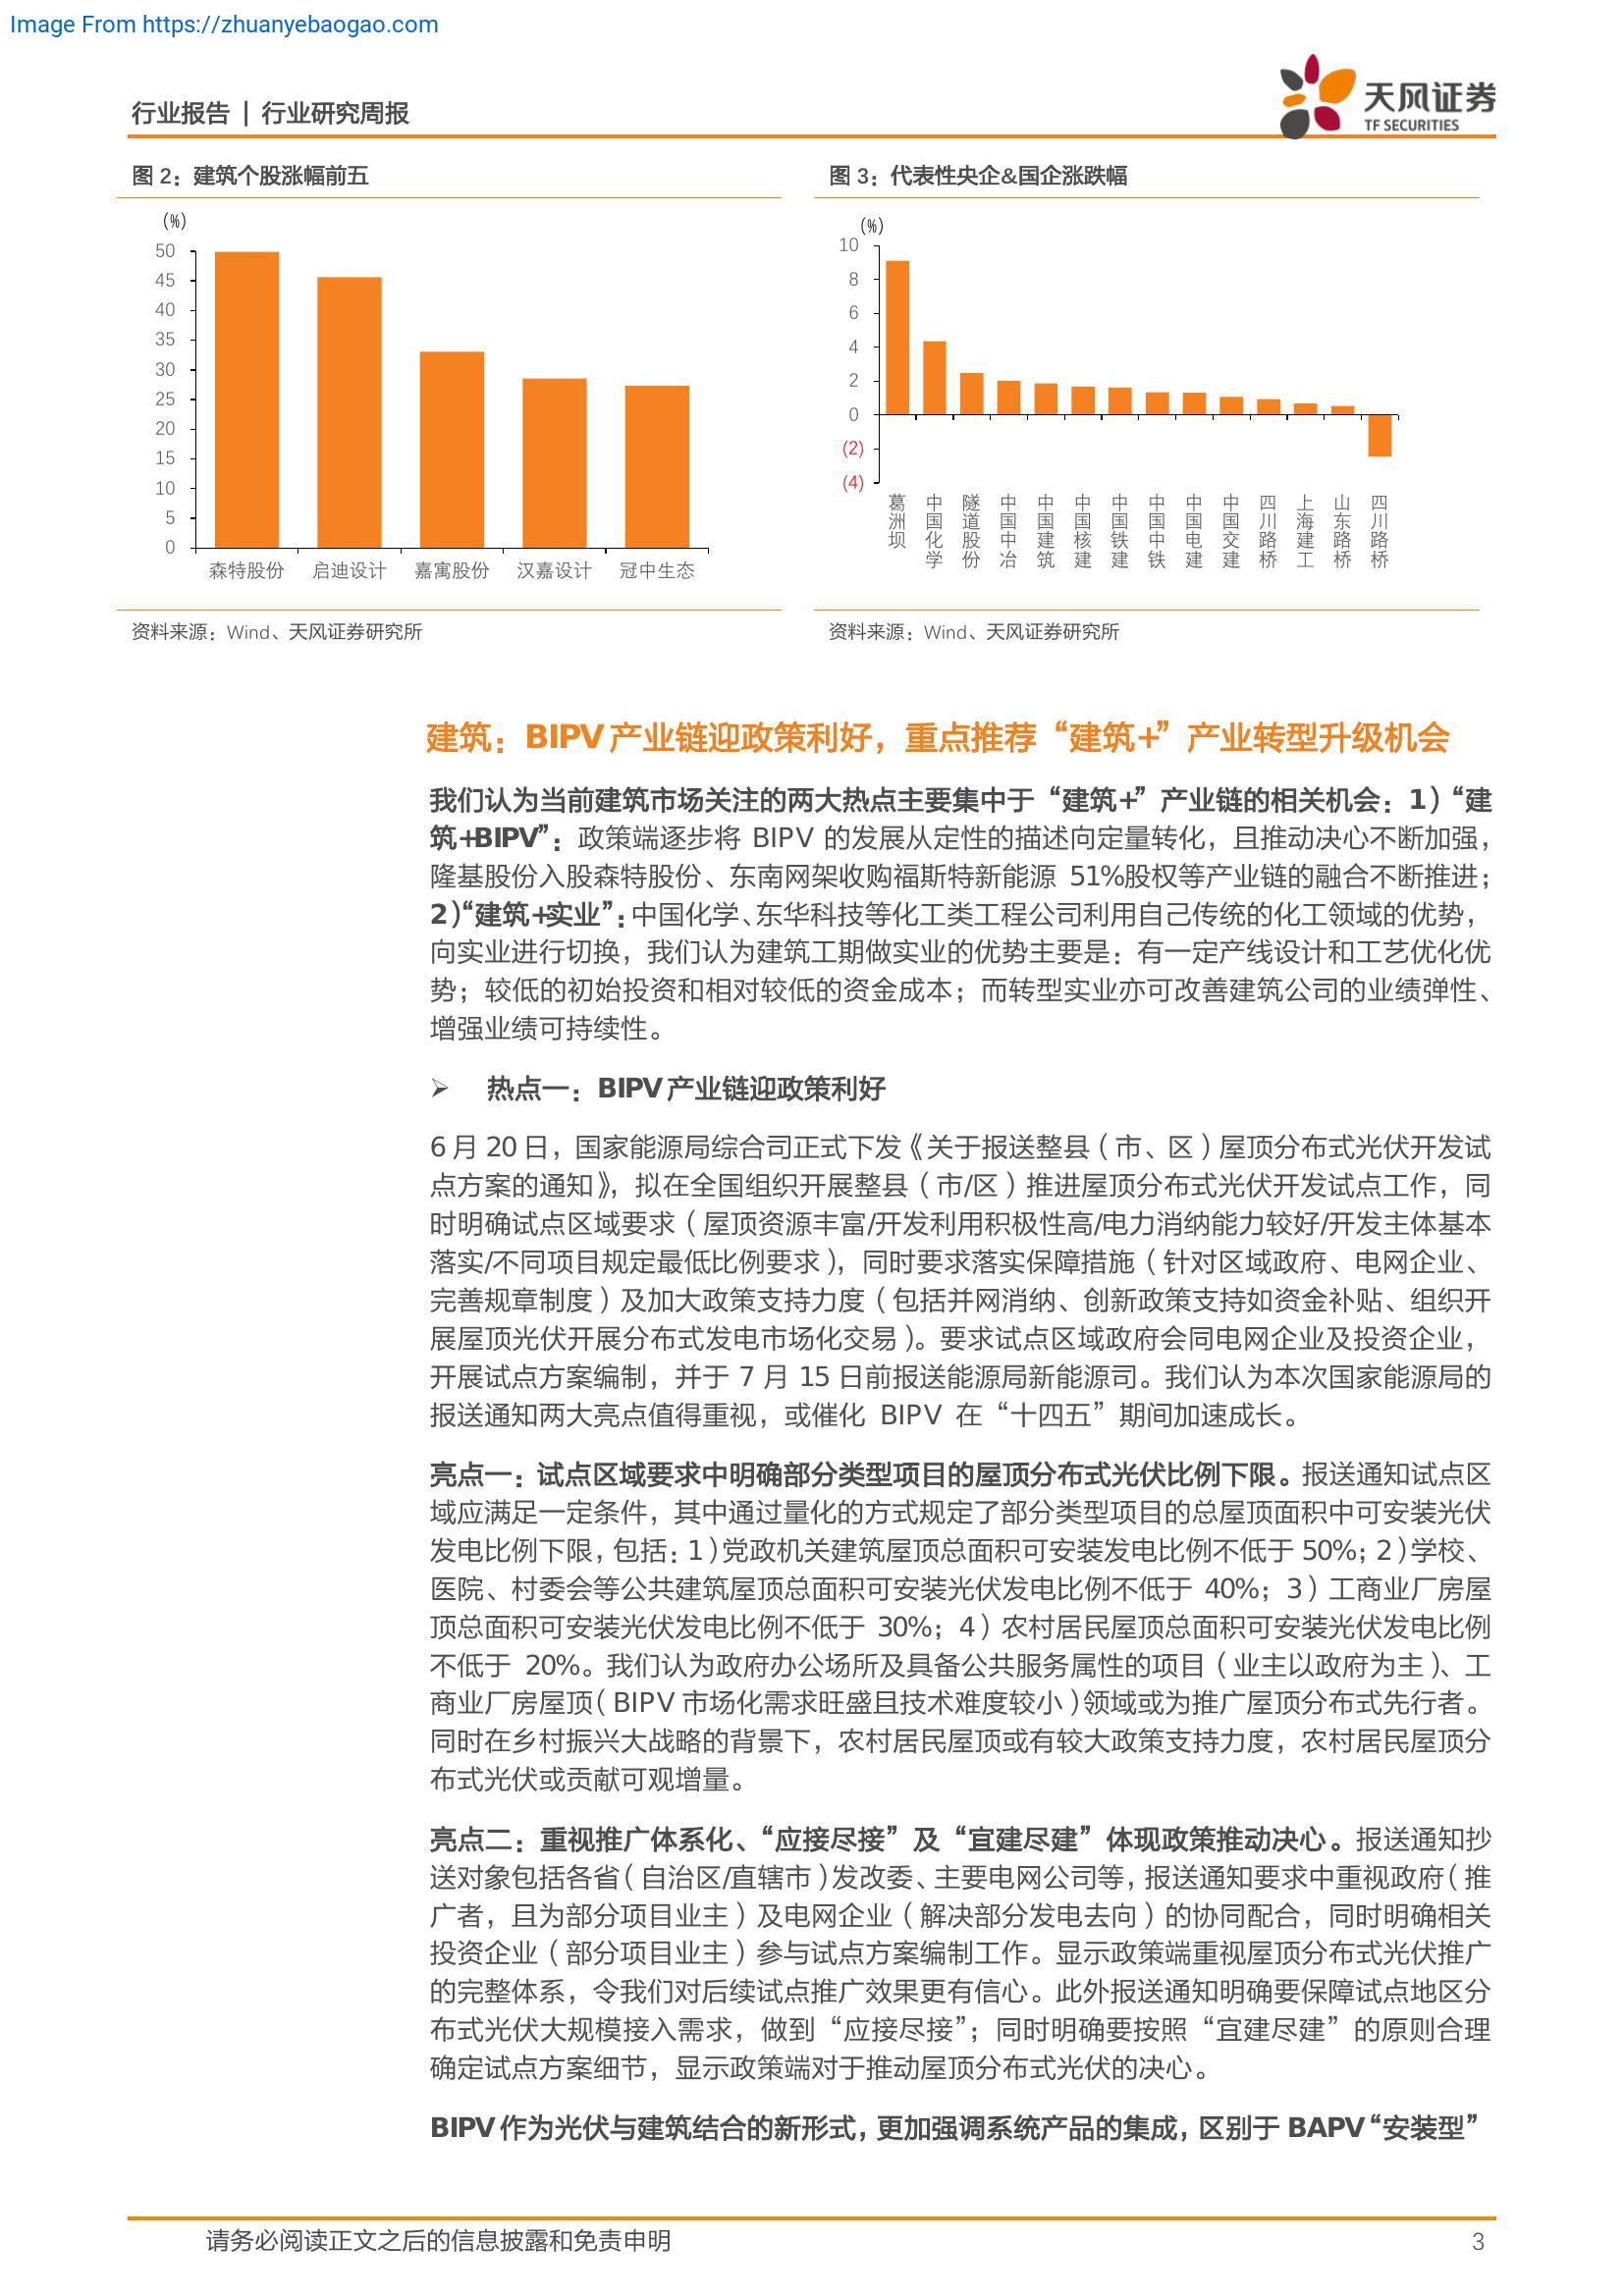 Image From https://zhuanyebaogao.com
行业报告 | 行业研究周报
天风证券
TF SECURITIES
图 2：建筑个股涨幅前五
(%)
50
45
40
35
30
25
20
15
10
5
0
森特股份 启迪设计 嘉寓股份 汉嘉设计 冠中生态
资料来源：Wind、天风证券研究所
图 3：代表性央企&国企涨跌幅
(%)
10
8
6
4
2
0
(2)
(4)
葛洲坝 中国化学 隧道股份 中国中冶 中国建筑 中国核建 中国铁建 中国中铁 中国电建 中国交建 四川路桥 上海建工 山东路桥 四川路桥
资料来源：Wind、天风证券研究所
建筑：BIPV 产业链迎政策利好，重点推荐“建筑+”产业转型升级机会
我们认为当前建筑市场关注的两大热点主要集中于“建筑+”产业链的相关机会：1）“建
筑+BIPV”：政策端逐步将 BIPV 的发展从定性的描述向定量转化，且推动决心不断加强，
隆基股份入股森特股份、东南网架收购福斯特新能源 51%股权等产业链的融合不断推进；
2）“建筑+实业”：中国化学、东华科技等化工类工程公司利用自己传统的化工领域的优势，
向实业进行切换，我们认为建筑工期做实业的优势主要是：有一定产线设计和工艺优化优
势；较低的初始投资和相对较低的资金成本；而转型实业亦可改善建筑公司的业绩弹性、
增强业绩可持续性。
➢ 热点一：BIPV 产业链迎政策利好
6 月 20 日，国家能源局综合司正式下发《关于报送整县（市、区）屋顶分布式光伏开发试
点方案的通知》，拟在全国组织开展整县（市/区）推进屋顶分布式光伏开发试点工作，同
时明确试点区域要求（屋顶资源丰富/开发利用积极性高/电力消纳能力较好/开发主体基本
落实/不同项目规定最低比例要求），同时要求落实保障措施（针对区域政府、电网企业、
完善规章制度）及加大政策支持力度（包括并网消纳、创新政策支持如资金补贴、组织开
展屋顶光伏开展分布式发电市场化交易）。要求试点区域政府会同电网企业及投资企业，
开展试点方案编制，并于 7 月 15 日前报送能源局新能源司。我们认为本次国家能源局的
报送通知两大亮点值得重视，或催化 BIPV 在“十四五”期间加速成长。
亮点一：试点区域要求中明确部分类型项目的屋顶分布式光伏比例下限。报送通知试点区
域应满足一定条件，其中通过量化的方式规定了部分类型项目的总屋顶面积中可安装光伏
发电比例下限，包括：1）党政机关建筑屋顶总面积可安装发电比例不低于 50%；2）学校、
医院、村委会等公共建筑屋顶总面积可安装光伏发电比例不低于 40%；3）工商业厂房屋
顶总面积可安装光伏发电比例不低于 30%；4）农村居民屋顶总面积可安装光伏发电比例
不低于 20%。我们认为政府办公场所及具备公共服务属性的项目（业主以政府为主）、工
商业厂房屋顶（BIPV 市场化需求旺盛且技术难度较小）领域或为推广屋顶分布式先行者。
同时在乡村振兴大战略的背景下，农村居民屋顶或有较大政策支持力度，农村居民屋顶分
布式光伏或贡献可观增量。
亮点二：重视推广体系化、“应接尽接”及“宜建尽建”体现政策推动决心。报送通知抄
送对象包括各省（自治区/直辖市）发改委、主要电网公司等，报送通知要求中重视政府（推
广者，且为部分项目业主）及电网企业（解决部分发电去向）的协同配合，同时明确相关
投资企业（部分项目业主）参与试点方案编制工作。显示政策端重视屋顶分布式光伏推广
的完整体系，令我们对后续试点推广效果更有信心。此外报送通知明确要保障试点地区分
布式光伏大规模接入需求，做到“应接尽接”；同时明确要按照“宜建尽建”的原则合理
确定试点方案细节，显示政策端对于推动屋顶分布式光伏的决心。
BIPV 作为光伏与建筑结合的新形式，更加强调系统产品的集成，区别于 BAPV“安装型”
请务必阅读正文之后的信息披露和免责申明
3